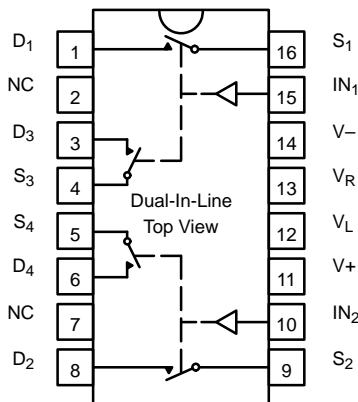 D1 1 16 S1
NC 2 15 IN1
D3 3 14 V−
S3 4 13 VR
Dual-In-Line
Top View
S4 5 12 VL
D4 6 11 V+
NC 7 10 IN2
D2 8 9 S2